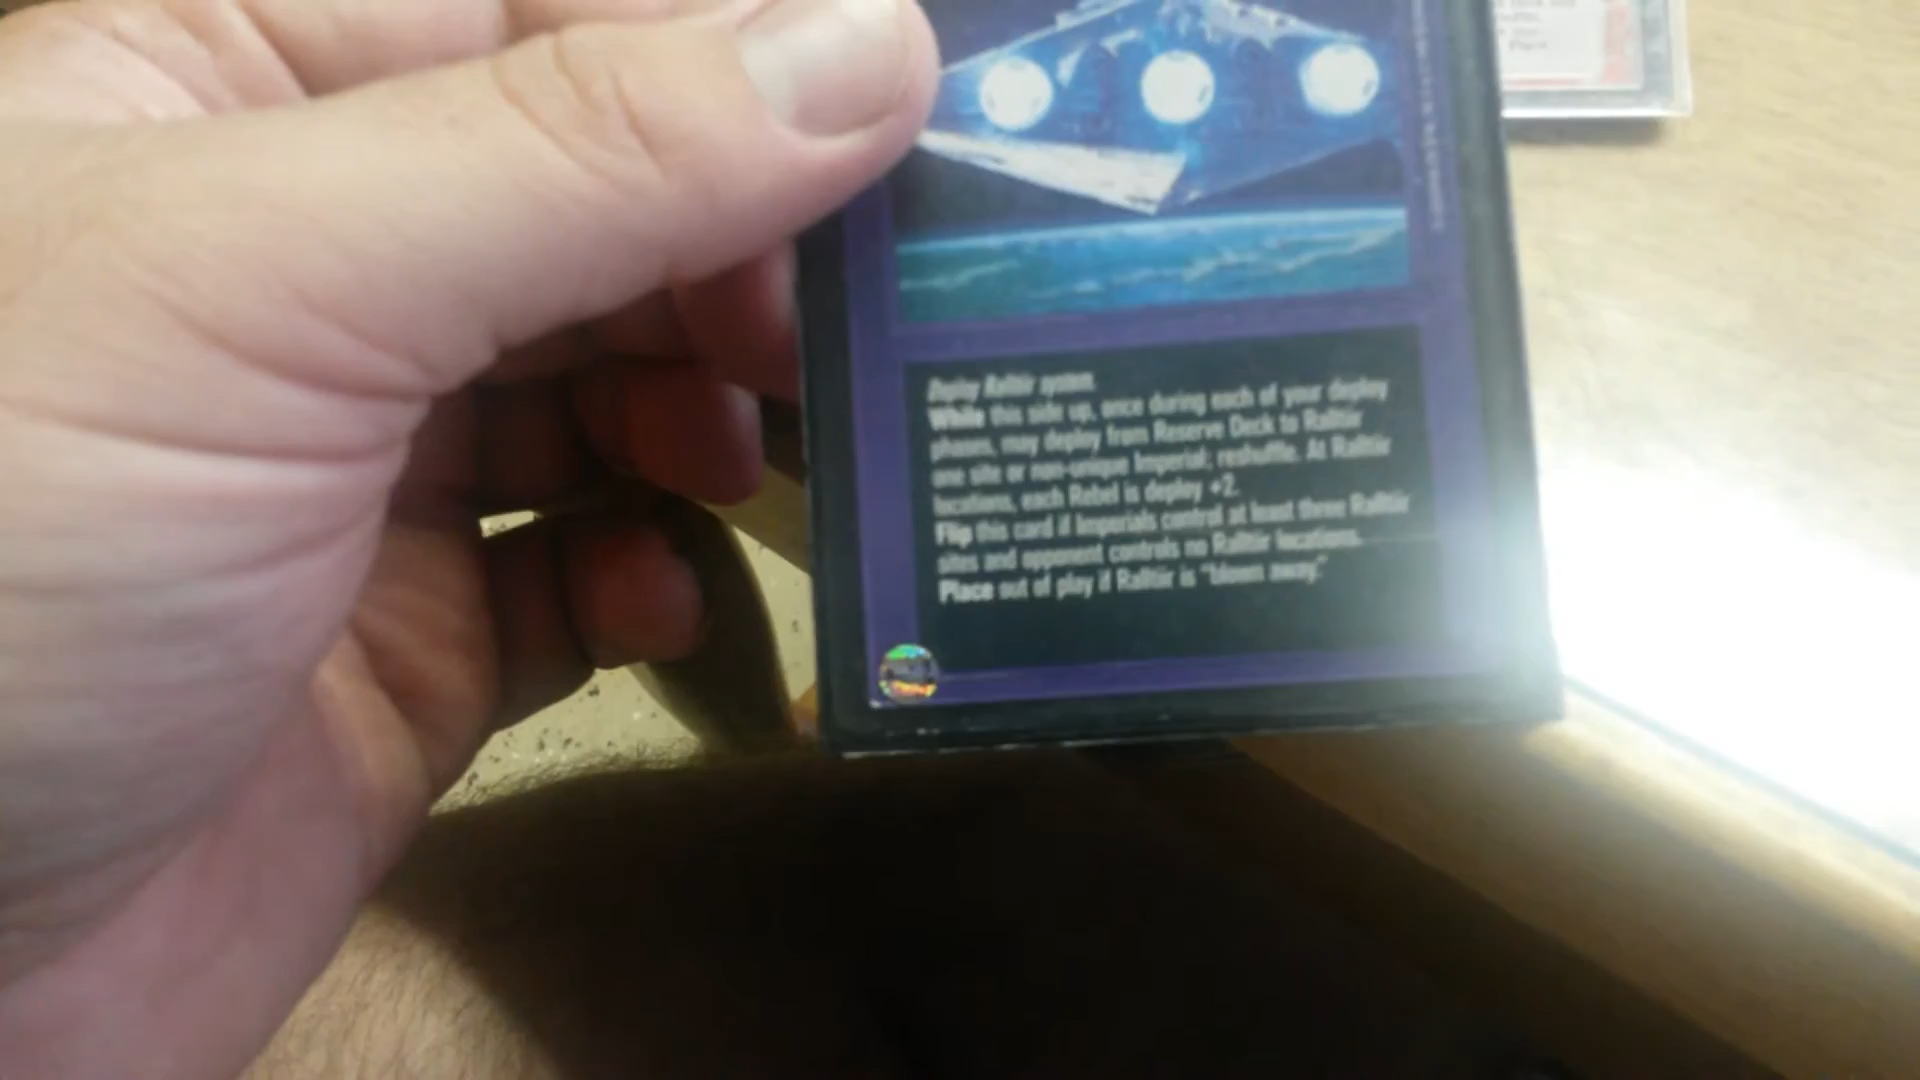 Deploy Ralltiir system.
While this side up, once during each of your deploy
phases, may deploy from Reserve Deck to Ralltiir
one site or non-unique Imperial; reshuffle. At Ralltiir
locations, each Rebel is deploy +2.
Flip this card if Imperials control at least three Ralltiir
sites and opponent controls no Ralltiir locations.
Place out of play if Ralltiir is "blown away."